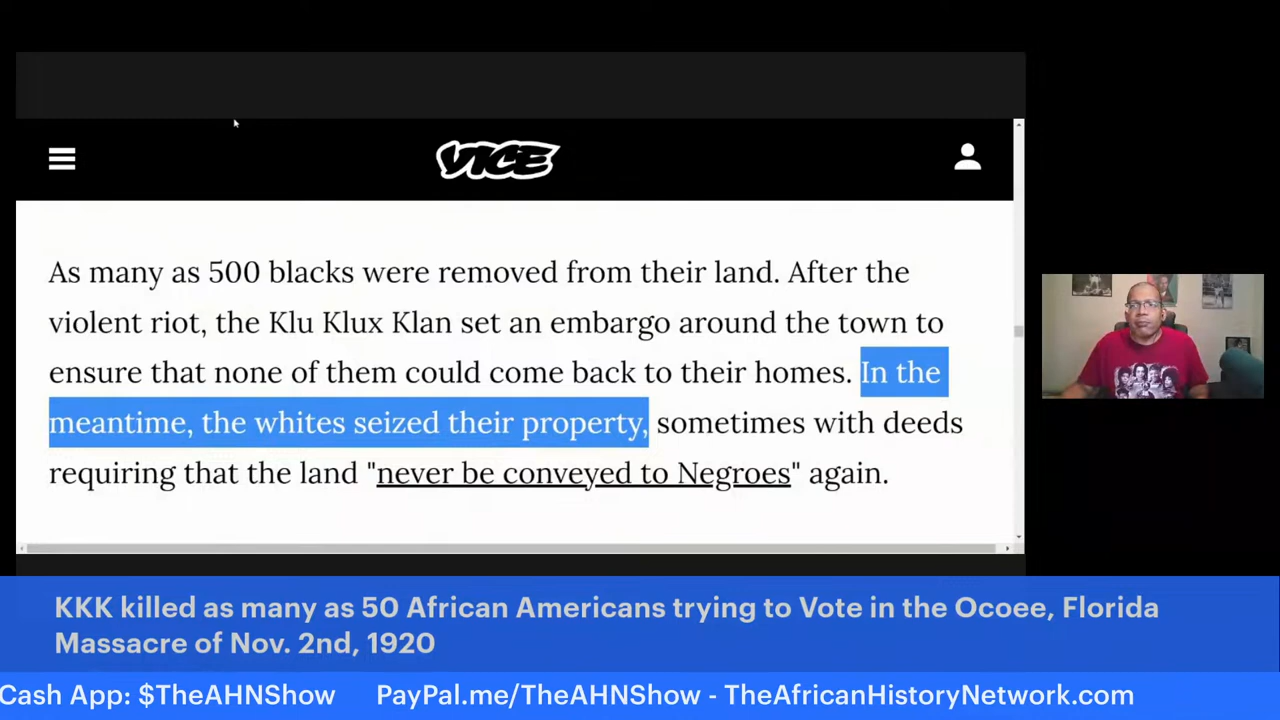 VICE
As many as 500 blacks were removed from their land. After the
violent riot, the Klu Klux Klan set an embargo around the town to
ensure that none of them could come back to their homes. In the
meantime, the whites seized their property, sometimes with deeds
requiring that the land "never be conveyed to Negroes" again.
KKK killed as many as 50 African Americans trying to Vote in the Ocoee, Florida
Massacre of Nov. 2nd, 1920
Cash App: $TheAHNShow PayPal.me/TheAHNShow - TheAfricanHistoryNetwork.com